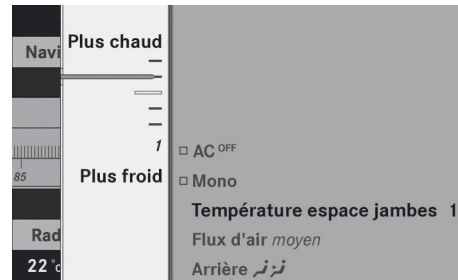 Plus chaud
Navi
1
85
Plus froid
Rad
22 °c
AC OFF
Mono
Température espace jambes 1
Flux d'air moyen
Arrière